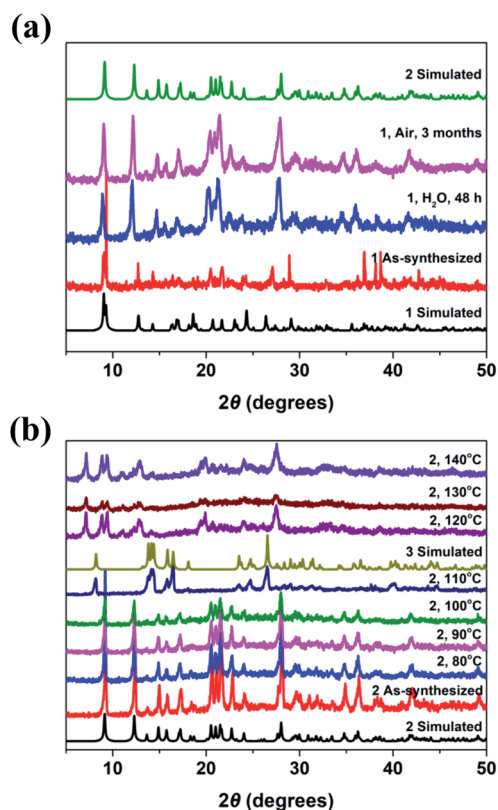 (a)
2 Simulated
1, Air, 3 months
1, H₂O, 48 h
1 As-synthesized
1 Simulated
10 20 30 40 50
2θ (degrees)
(b)
2, 140°C
2, 130°C
2, 120°C
3 Simulated
2, 110°C
2, 100°C
2, 90°C
2, 80°C
2 As-synthesized
2 Simulated
10 20 30 40 50
2θ (degrees)